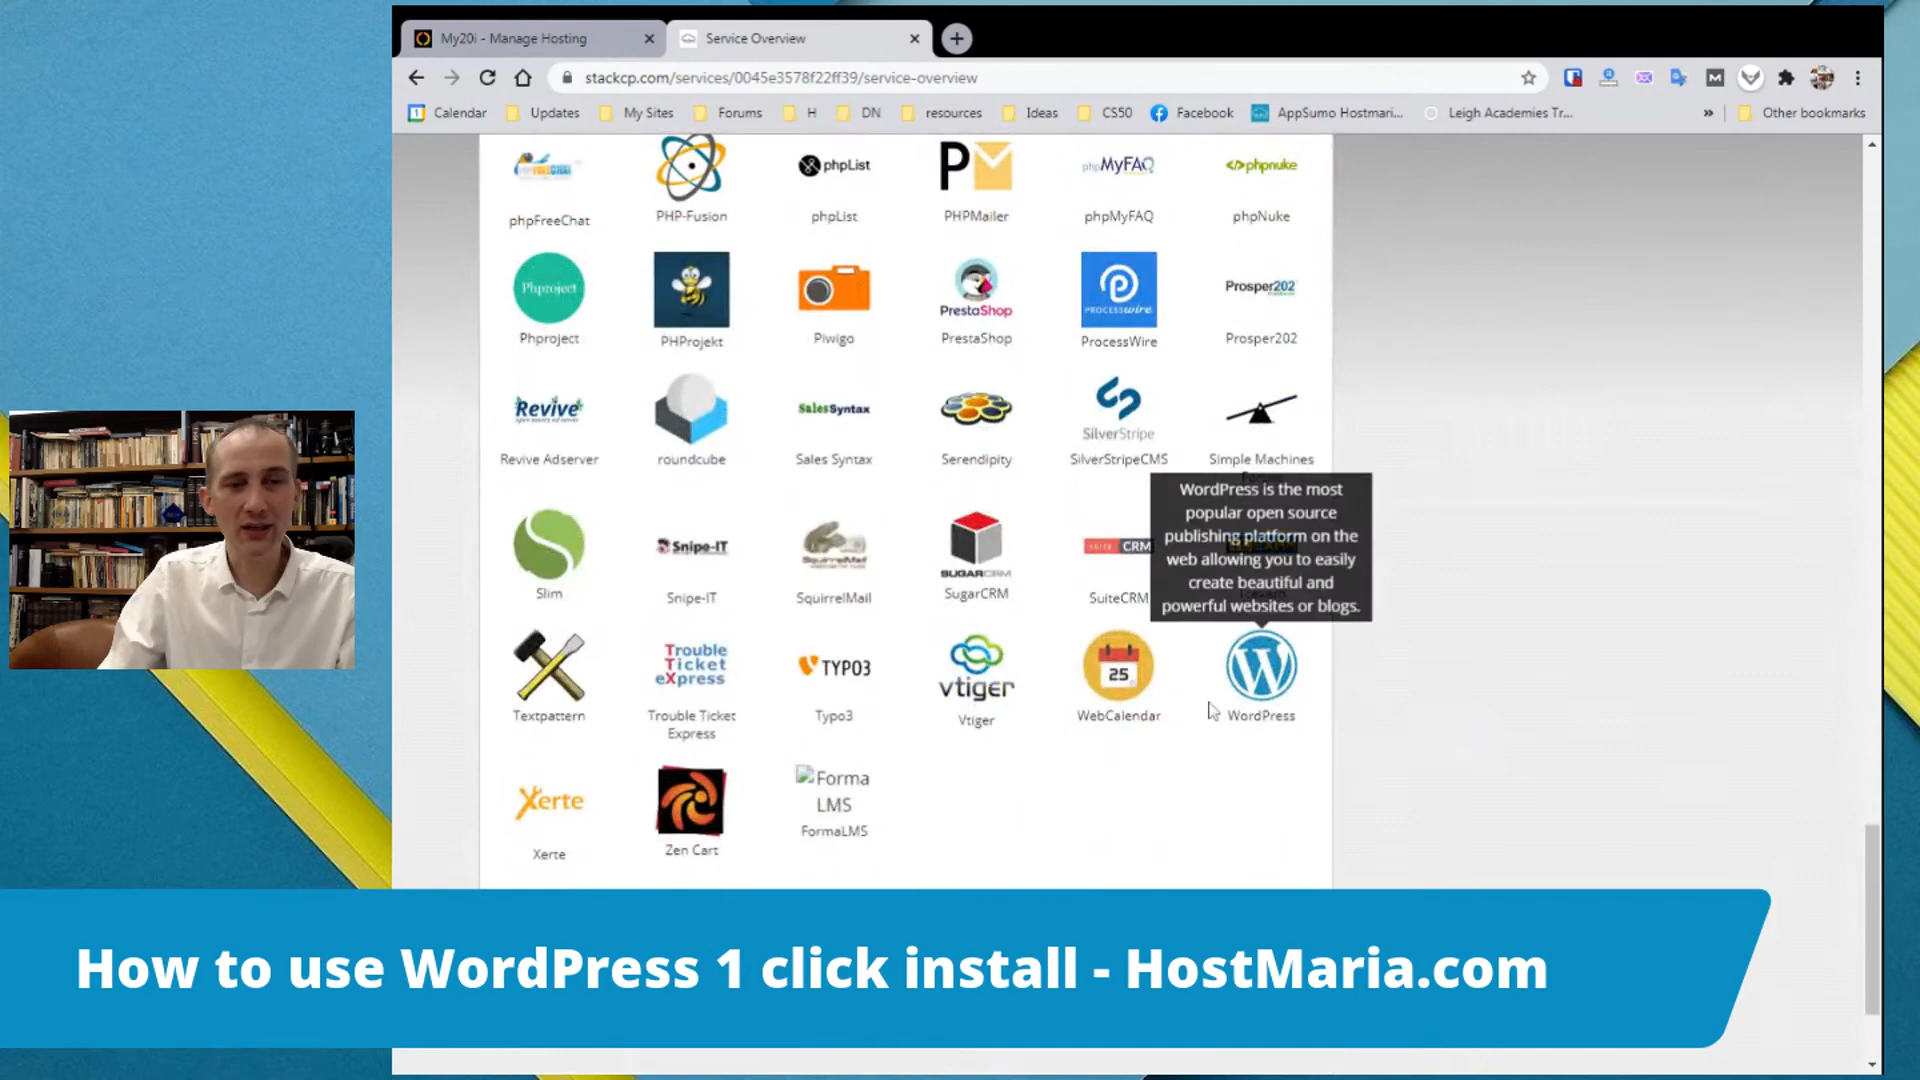 My20i - Manage Hosting
Service Overview
stackcp.com/services/0045e3578f22ff39/service-overview
Calendar Updates My Sites Forums H DN resources Ideas CS50 Facebook AppSumo Hostmari... Leigh Academies Tr... » Other bookmarks
phpList
P
phpMyFAQ
</>phpnuke
phpFreeChat PHP-Fusion phpList PHPMailer phpMyFAQ phpNuke
Phproject
PrestaShop
PROCESSwire
Prosper202
Phproject PHProjekt Piwigo PrestaShop ProcessWire Prosper202
Revive
SalesSyntax
SilverStripe
Revive Adserver roundcube Sales Syntax Serendipity SilverStripeCMS Simple Machines
WordPress is the most
popular open source
publishing platform on the
web allowing you to easily
create beautiful and
powerful websites or blogs.
Snipe-IT
SquirrelMail
SUGARCRM
CRM
Slim Snipe-IT SquirrelMail SugarCRM SuiteCRM
Trouble
Ticket
eXpress
TYPO3
vtiger
25
W
Textpattern Trouble Ticket
Express Typo3 Vtiger WebCalendar WordPress
Xerte
Forma
LMS
Xerte Zen Cart FormaLMS
How to use WordPress 1 click install - HostMaria.com